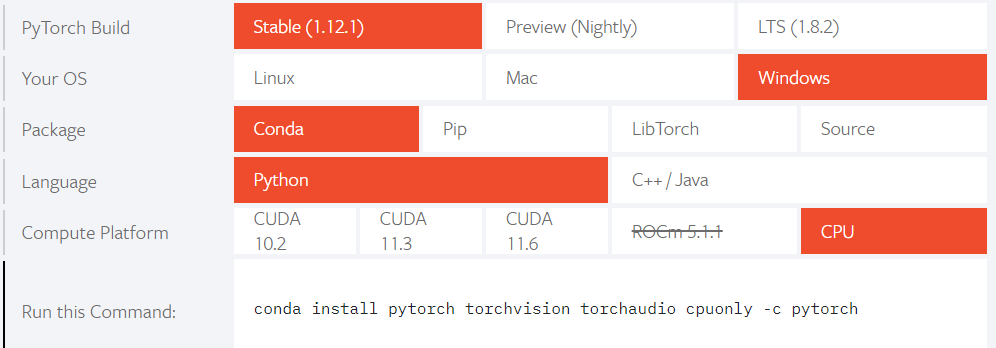 PyTorch Build Stable (1.12.1) Preview (Nightly) LTS (1.8.2)
Your OS Linux Mac Windows
Package Conda Pip LibTorch Source
Language Python C++ / Java
Compute Platform CUDA 10.2 CUDA 11.3 CUDA 11.6 ROCm 5.1.1 CPU
Run this Command: conda install pytorch torchvision torchaudio cpuonly -c pytorch